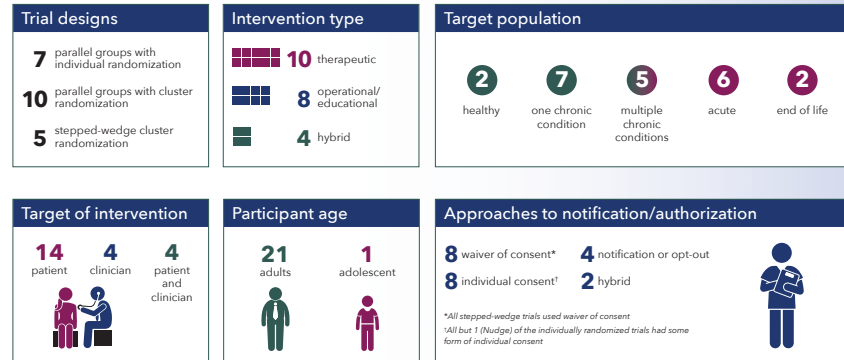 Trial designs
7 parallel groups with
individual randomization
10 parallel groups with cluster
randomization
5 stepped-wedge cluster
randomization
Intervention type
10 therapeutic
8 operational/
educational
4 hybrid
Target population
2 7 5 6 2
healthy one chronic multiple acute end of life
condition chronic
conditions
Target of intervention
14 4 4
patient clinician patient
and
clinician
Participant age
21 1
adults adolescent
Approaches to notification/authorization
8 waiver of consent* 4 notification or opt-out
8 individual consent† 2 hybrid
*All stepped-wedge trials used waiver of consent
†All but 1 (Nudge) of the individually randomized trials had some
form of individual consent